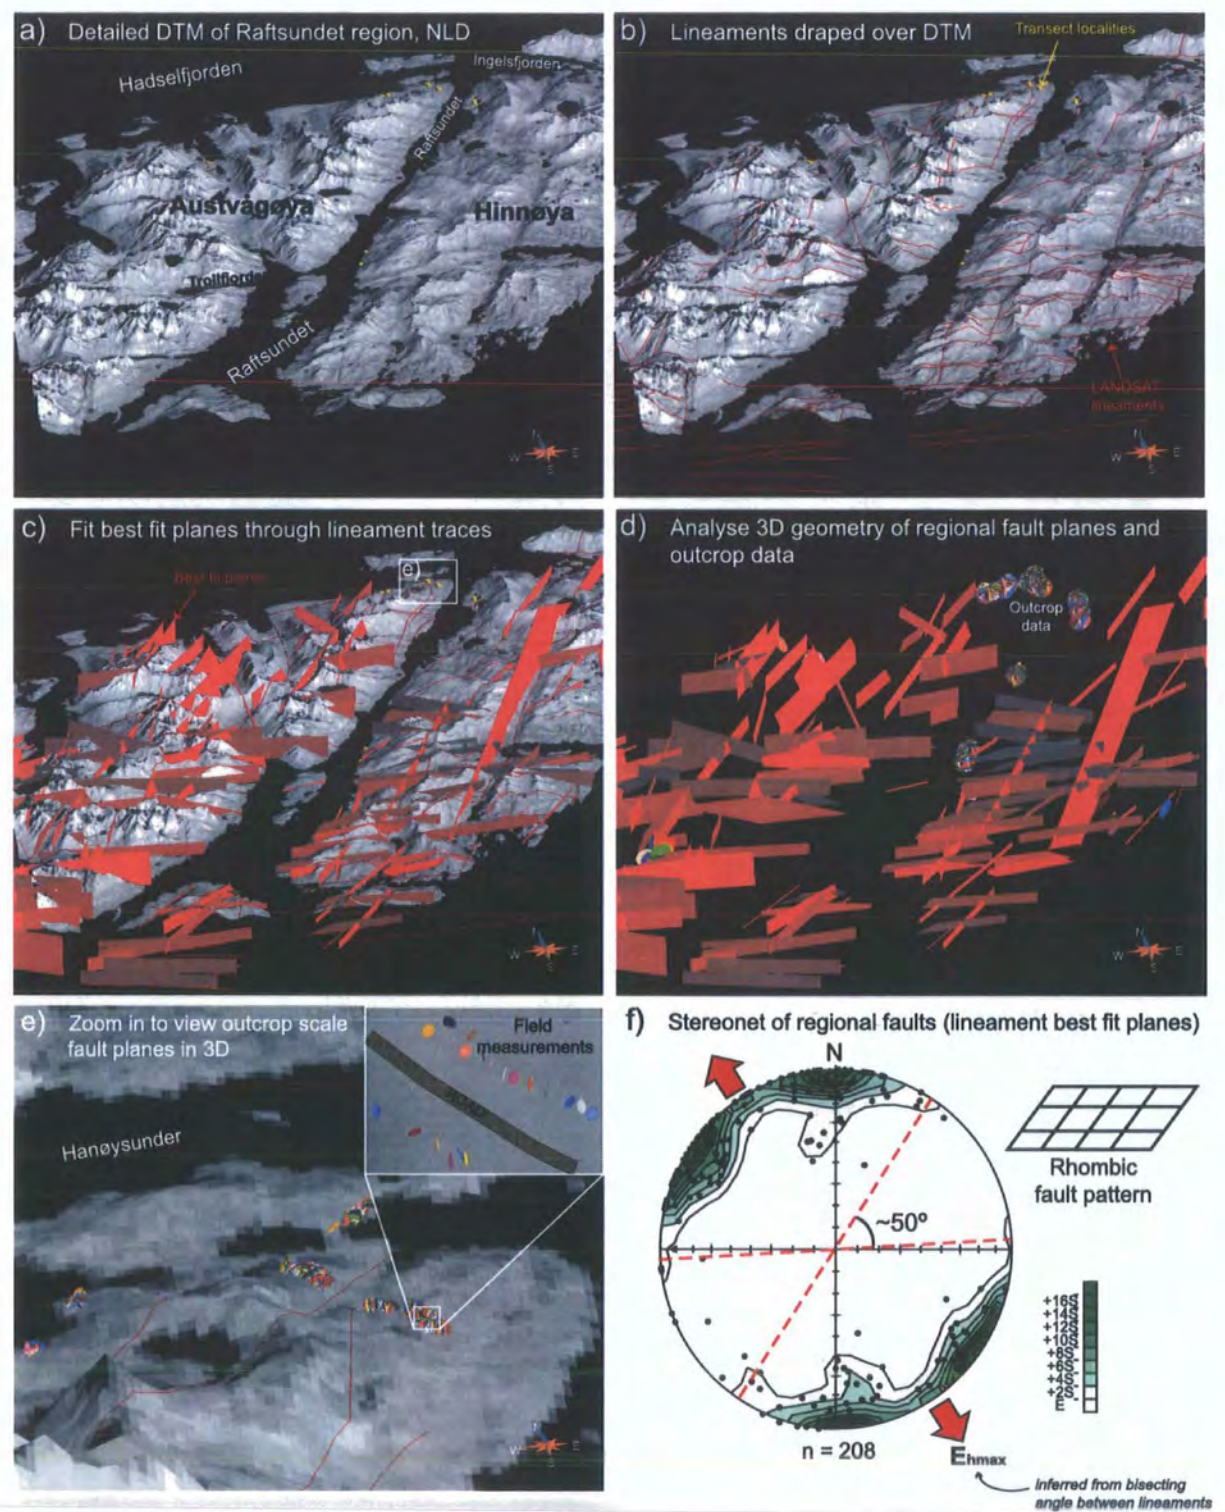 a) Detailed DTM of Raftsundet region, NLD
Hadselfjorden
Ingelsfjorden
Raftsundet
Austvågøya
Hinnøya
Trollfjorden
Raftsundet
N
W E
S
b) Lineaments draped over DTM
Transect localities
LANDSAT
lineaments
N
W E
S
c) Fit best fit planes through lineament traces
Best fit planes
e)
N
W E
S
d) Analyse 3D geometry of regional fault planes and
outcrop data
Outcrop
data
N
W E
S
e) Zoom in to view outcrop scale
fault planes in 3D
Field
measurements
ROAD
Hanøysunder
N
W E
S
f) Stereonet of regional faults (lineament best fit planes)
N
~50º
Rhombic
fault pattern
+16S
+14S
+12S
+10S
+8S
+6S
+4S
+2S
E
n = 208
Ehmax
inferred from bisecting
angle between lineaments